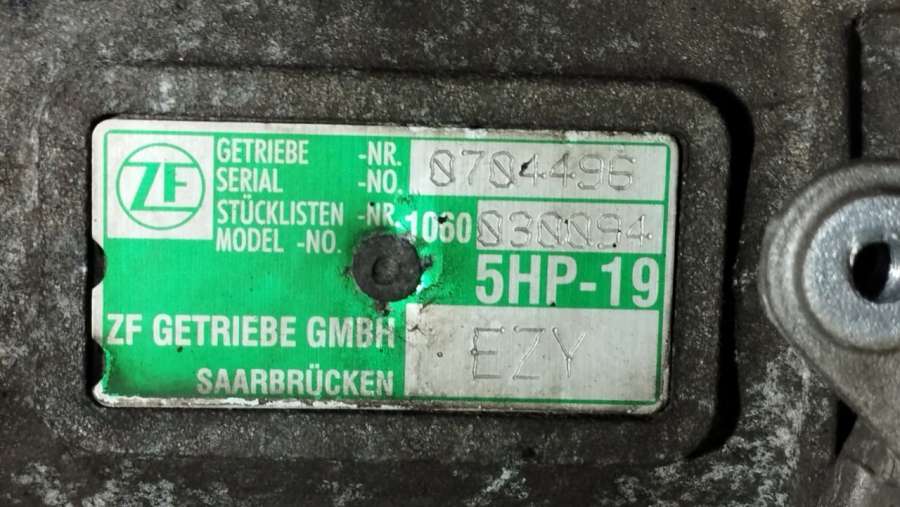 ZF
GETRIEBE -NR. 0704496
SERIAL -NO.
STÜCKLISTEN -NR. 1060 030094
MODEL -NO.
5HP-19
ZF GETRIEBE GMBH EZY
SAARBRÜCKEN